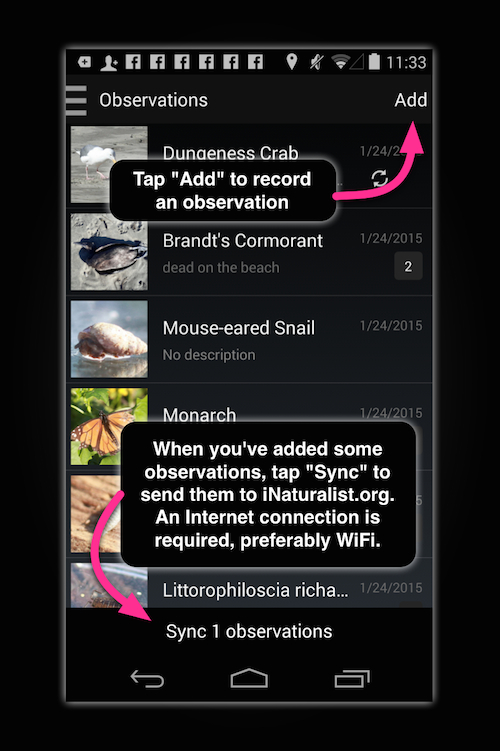 11:33
Observations
Add
Dungeness Crab
1/24/2
Tap "Add" to record
an observation
Brandt's Cormorant
1/24/2015
dead on the beach
2
Mouse-eared Snail
1/24/2015
No description
Monarch
1/24/2015
When you've added some
observations, tap "Sync" to
send them to iNaturalist.org.
An Internet connection is
required, preferably WiFi.
Littorophiloscia richa...
1/24/2015
Sync 1 observations